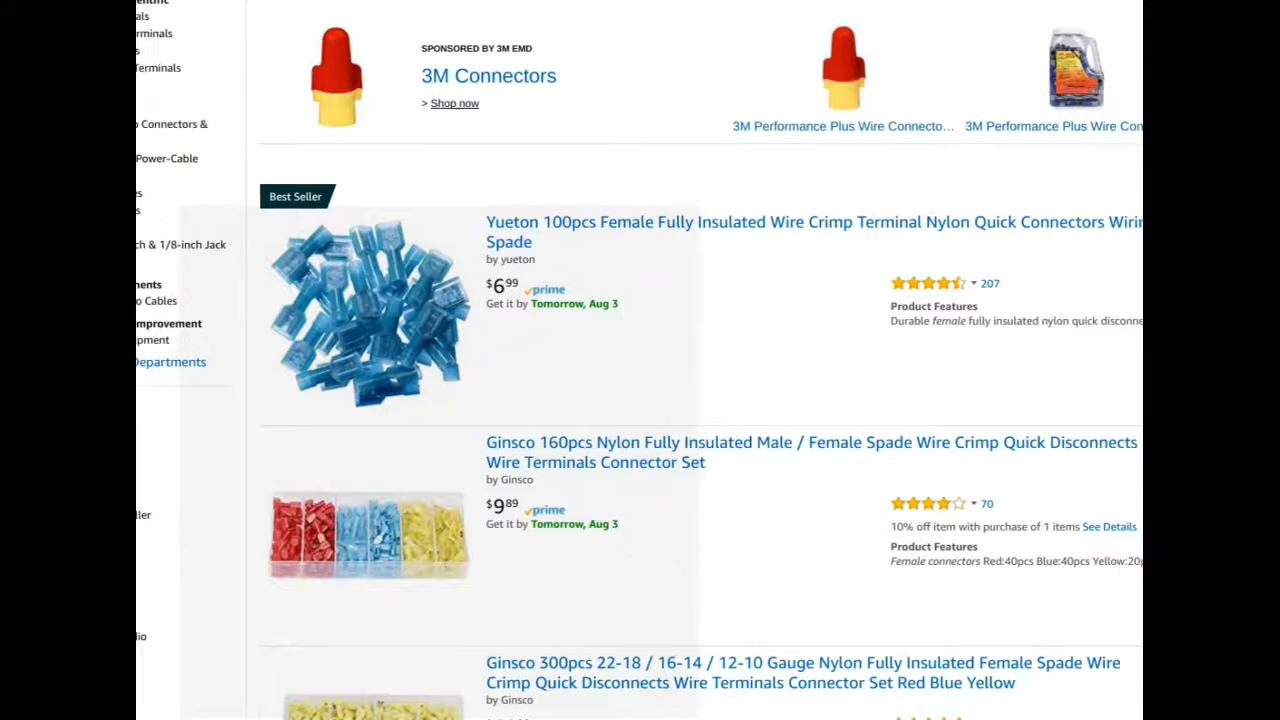 als
rminals
s
Terminals
Connectors &
Power-Cable
s
s
ch & 1/8-inch Jack
nents
o Cables
mprovement
ipment
Departments
ller
io
SPONSORED BY 3M EMD
3M Connectors
> Shop now
3M Performance Plus Wire Connecto…
3M Performance Plus Wire Con
Best Seller
Yueton 100pcs Female Fully Insulated Wire Crimp Terminal Nylon Quick Connectors Wirin
Spade
by yueton
$6.99 prime
Get it by Tomorrow, Aug 3
207
Product Features
Durable female fully insulated nylon quick disconne
Ginsco 160pcs Nylon Fully Insulated Male / Female Spade Wire Crimp Quick Disconnects
Wire Terminals Connector Set
by Ginsco
$9.89 prime
Get it by Tomorrow, Aug 3
70
10% off item with purchase of 1 items See Details
Product Features
Female connectors Red:40pcs Blue:40pcs Yellow:20p
Ginsco 300pcs 22-18 / 16-14 / 12-10 Gauge Nylon Fully Insulated Female Spade Wire
Crimp Quick Disconnects Wire Terminals Connector Set Red Blue Yellow
by Ginsco